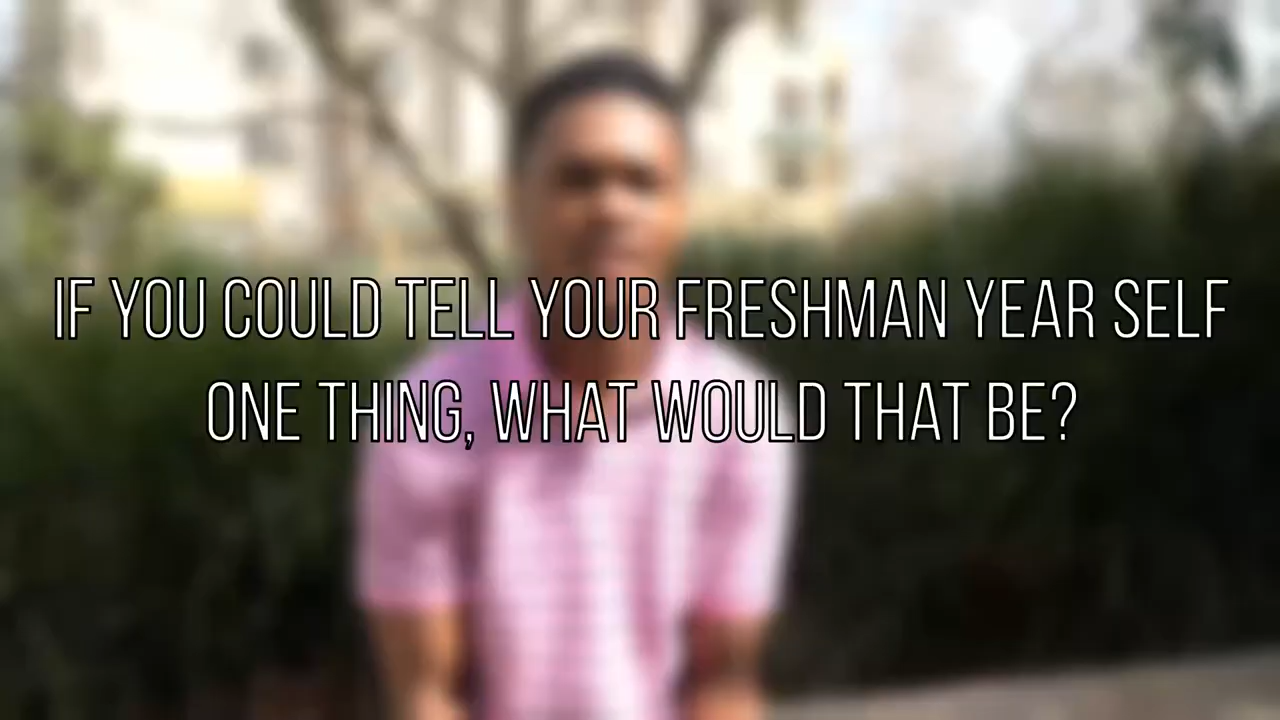 IF YOU COULD TELL YOUR FRESHMAN YEAR SELF
ONE THING, WHAT WOULD THAT BE?